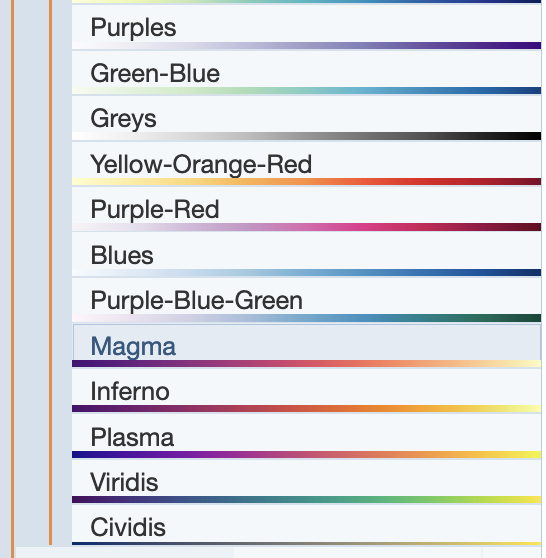 Purples
Green-Blue
Greys
Yellow-Orange-Red
Purple-Red
Blues
Purple-Blue-Green
Magma
Inferno
Plasma
Viridis
Cividis